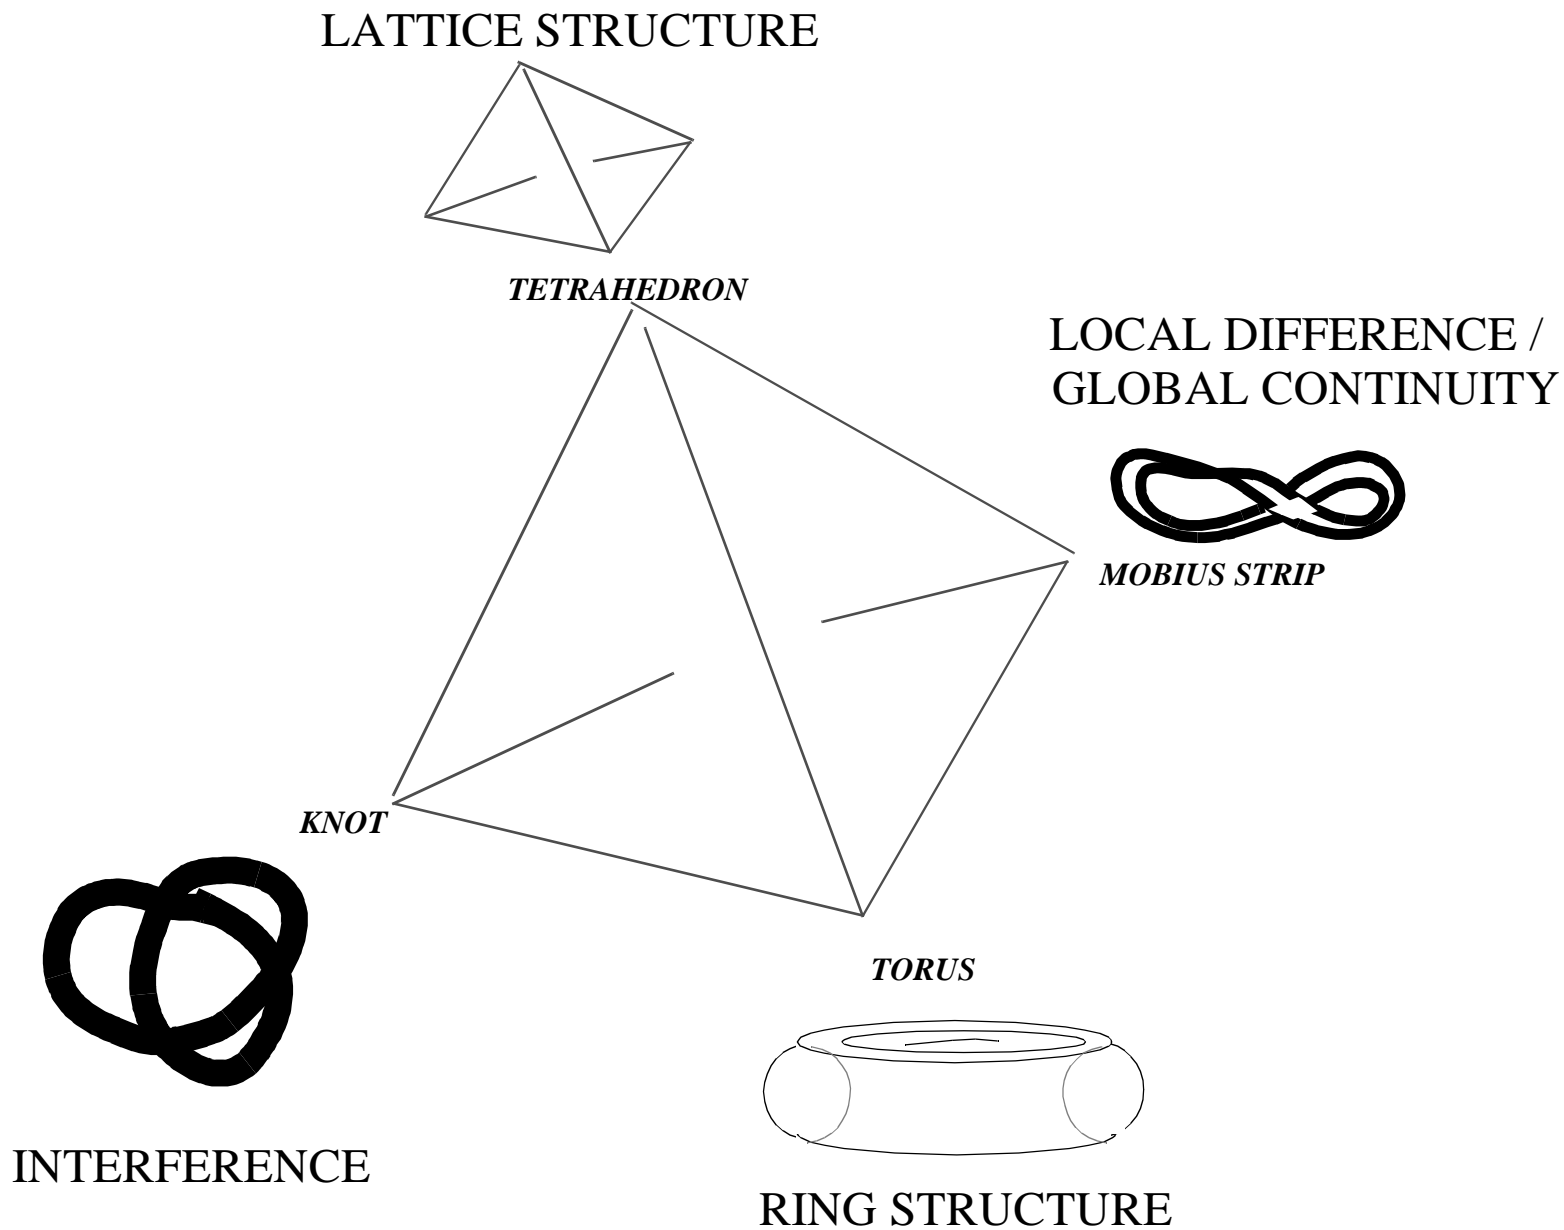 LATTICE STRUCTURE
TETRAHEDRON
LOCAL DIFFERENCE /
GLOBAL CONTINUITY
MOBIUS STRIP
KNOT
TORUS
INTERFERENCE
RING STRUCTURE